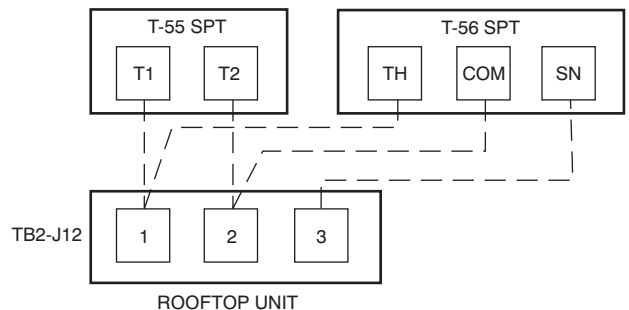 T-55 SPT
T-56 SPT
T1
T2
TH
COM
SN
TB2-J12
1
2
3
ROOFTOP UNIT